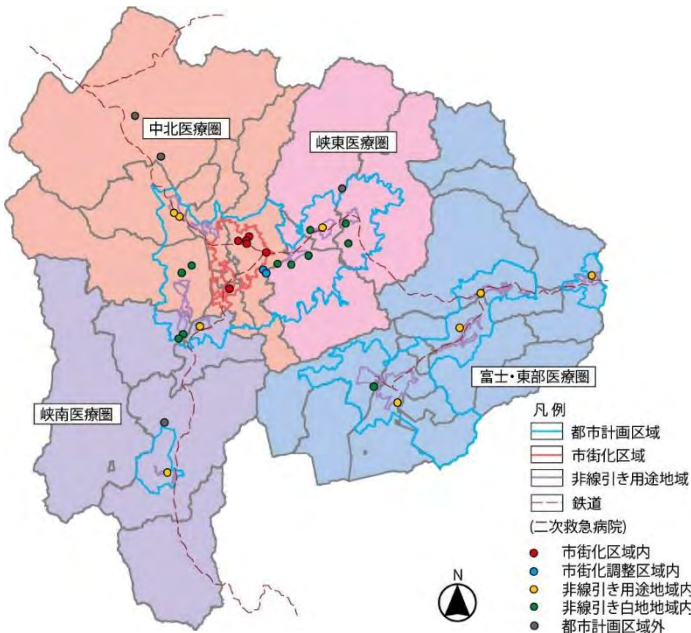 中北医療圏
峡東医療圏
富士・東部医療圏
峡南医療圏
凡例
都市計画区域
市街化区域
非線引き用途地域
鉄道
(二次救急病院)
市街化区域内
市街化調整区域内
非線引き用途地域内
非線引き白地地域内
都市計画区域外
N